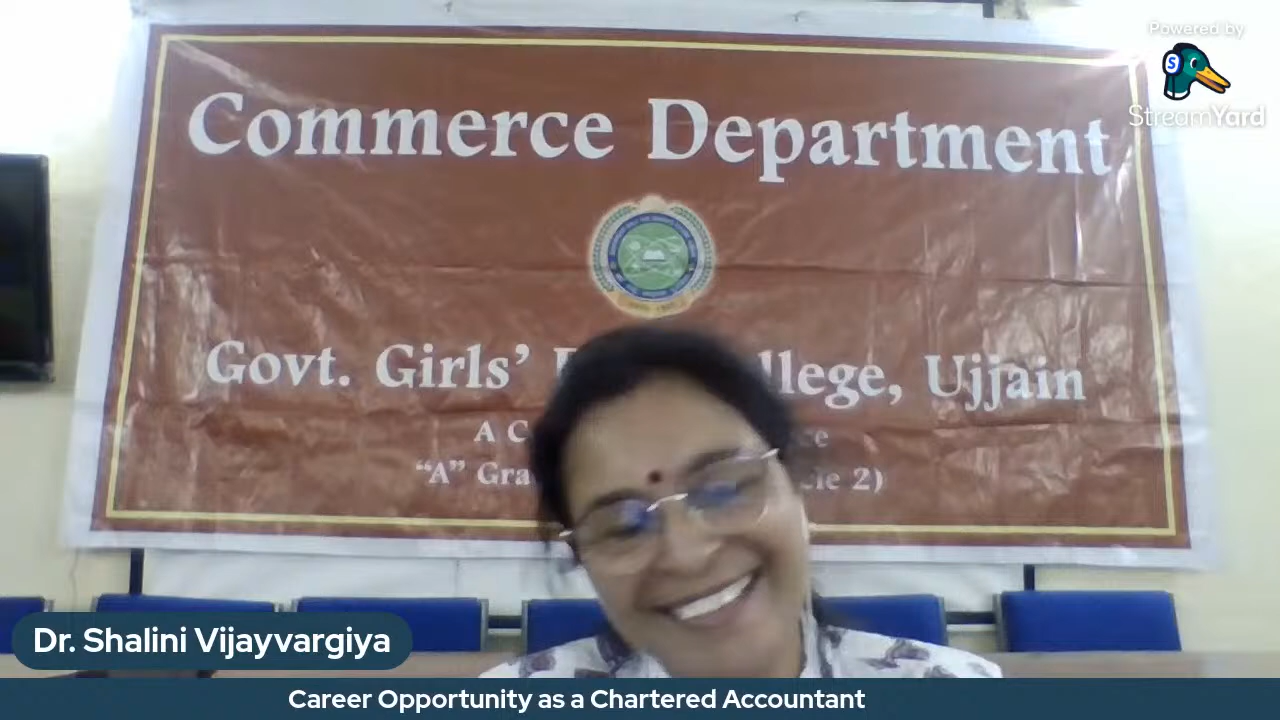 Powered by
StreamYard
Commerce Department
Govt. Girls’ llege, Ujjain
A C
“A” Gra 2)
Dr. Shalini Vijayvargiya
Career Opportunity as a Chartered Accountant